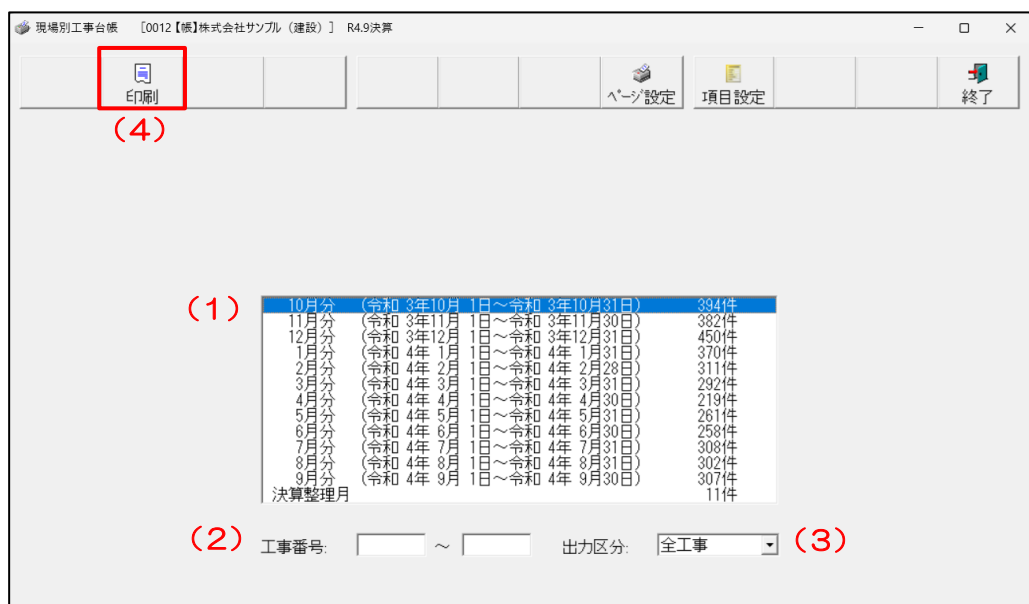 現場別工事台帳　［0012【帳】株式会社サンプル（建設）］　R4.9決算
印刷　ページ設定　項目設定　終了
（4）
（1）　10月分　（令和 3年10月 1日～令和 3年10月31日）　394件
11月分　（令和 3年11月 1日～令和 3年11月30日）　382件
12月分　（令和 3年12月 1日～令和 3年12月31日）　450件
1月分　（令和 4年 1月 1日～令和 4年 1月31日）　370件
2月分　（令和 4年 2月 1日～令和 4年 2月28日）　311件
3月分　（令和 4年 3月 1日～令和 4年 3月31日）　292件
4月分　（令和 4年 4月 1日～令和 4年 4月30日）　219件
5月分　（令和 4年 5月 1日～令和 4年 5月31日）　261件
6月分　（令和 4年 6月 1日～令和 4年 6月30日）　258件
7月分　（令和 4年 7月 1日～令和 4年 7月31日）　308件
8月分　（令和 4年 8月 1日～令和 4年 8月31日）　302件
9月分　（令和 4年 9月 1日～令和 4年 9月30日）　307件
決算整理月　11件
（2）　工事番号:　～　出力区分:　全工事　（3）